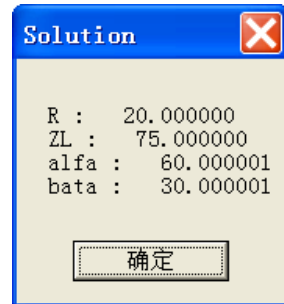 Solution
R : 20.000000
ZL : 75.000000
alfa : 60.000001
bata : 30.000001
确定